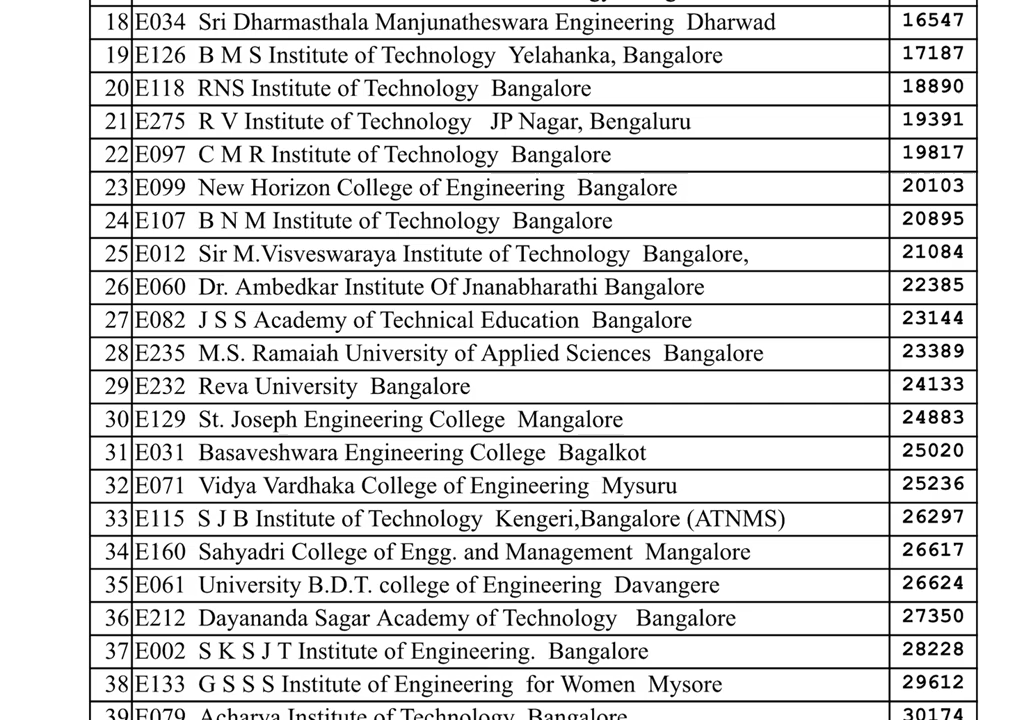 18 E034 Sri Dharmasthala Manjunatheswara Engineering Dharwad 16547
19 E126 B M S Institute of Technology Yelahanka, Bangalore 17187
20 E118 RNS Institute of Technology Bangalore 18890
21 E275 R V Institute of Technology JP Nagar, Bengaluru 19391
22 E097 C M R Institute of Technology Bangalore 19817
23 E099 New Horizon College of Engineering Bangalore 20103
24 E107 B N M Institute of Technology Bangalore 20895
25 E012 Sir M.Visveswaraya Institute of Technology Bangalore, 21084
26 E060 Dr. Ambedkar Institute Of Jnanabharathi Bangalore 22385
27 E082 J S S Academy of Technical Education Bangalore 23144
28 E235 M.S. Ramaiah University of Applied Sciences Bangalore 23389
29 E232 Reva University Bangalore 24133
30 E129 St. Joseph Engineering College Mangalore 24883
31 E031 Basaveshwara Engineering College Bagalkot 25020
32 E071 Vidya Vardhaka College of Engineering Mysuru 25236
33 E115 S J B Institute of Technology Kengeri,Bangalore (ATNMS) 26297
34 E160 Sahyadri College of Engg. and Management Mangalore 26617
35 E061 University B.D.T. college of Engineering Davangere 26624
36 E212 Dayananda Sagar Academy of Technology Bangalore 27350
37 E002 S K S J T Institute of Engineering. Bangalore 28228
38 E133 G S S S Institute of Engineering for Women Mysore 29612
39 E079 Acharya Institute of Technology Bangalore 30174